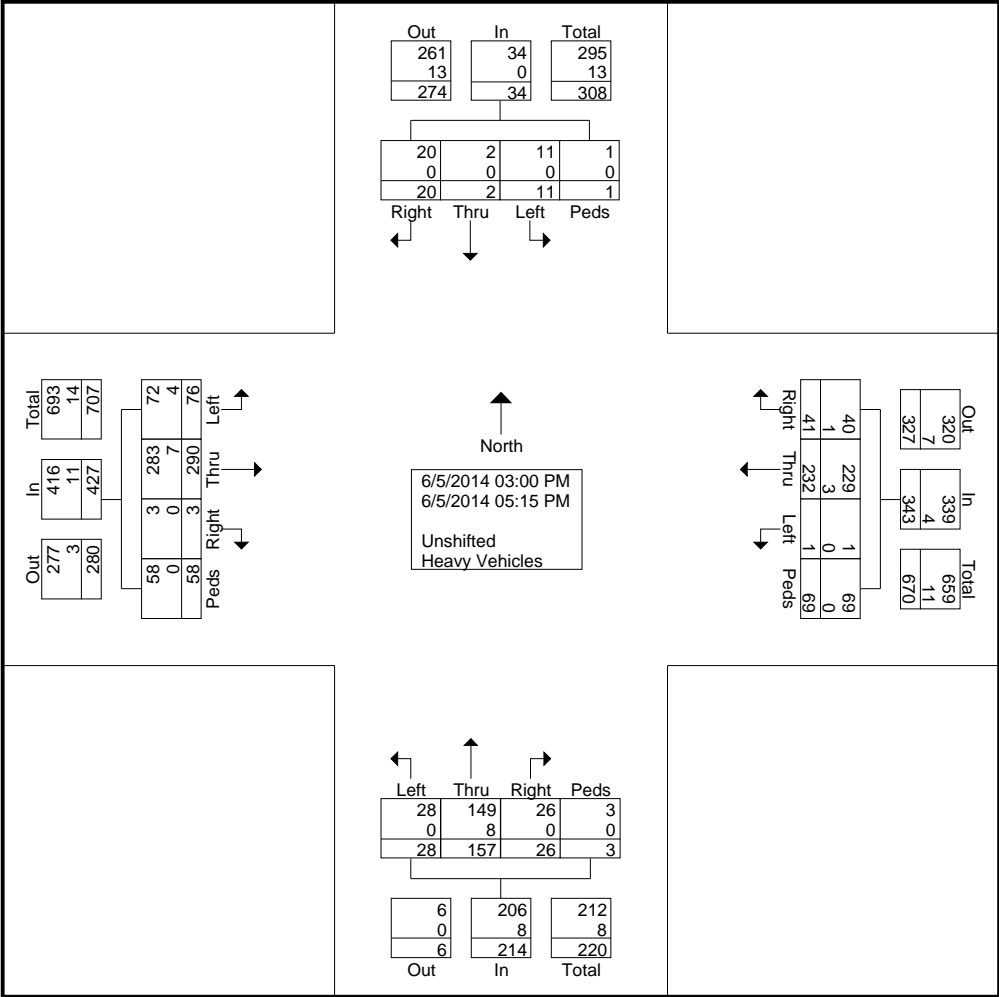 Out In Total
261 34 295
13 0 13
274 34 308
20 2 11 1
0 0 0 0
20 2 11 1
Right Thru Left Peds
Total
693
14
707
In
416
11
427
Out
277
3
280
72
4
76
Left
283
7
290
Thru
3
0
3
Right
58
0
58
Peds
North
6/5/2014 03:00 PM
6/5/2014 05:15 PM
Unshifted
Heavy Vehicles
Right
41
1
40
Thru
232
3
229
Left
1
0
1
Peds
69
0
69
Out
320
7
327
In
339
4
343
Total
659
11
670
Left Thru Right Peds
28 149 26 3
0 8 0 0
28 157 26 3
6 206 212
0 8 8
6 214 220
Out In Total